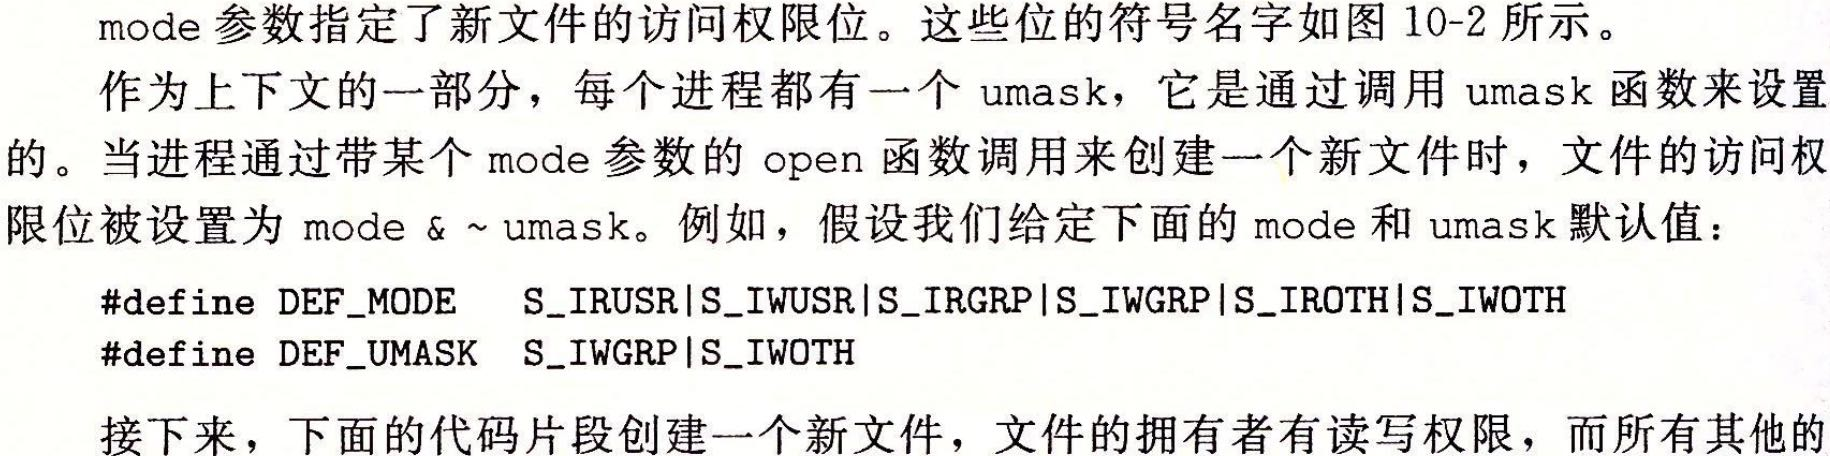 mode 参数指定了新文件的访问权限位。这些位的符号名字如图 10-2 所示。
作为上下文的一部分，每个进程都有一个 umask，它是通过调用 umask 函数来设置
的。当进程通过带某个 mode 参数的 open 函数调用来创建一个新文件时，文件的访问权
限位被设置为 mode & ~ umask。例如，假设我们给定下面的 mode 和 umask 默认值：
#define DEF_MODE   S_IRUSR|S_IWUSR|S_IRGRP|S_IWGRP|S_IROTH|S_IWOTH
#define DEF_UMASK  S_IWGRP|S_IWOTH
接下来，下面的代码片段创建一个新文件，文件的拥有者有读写权限，而所有其他的